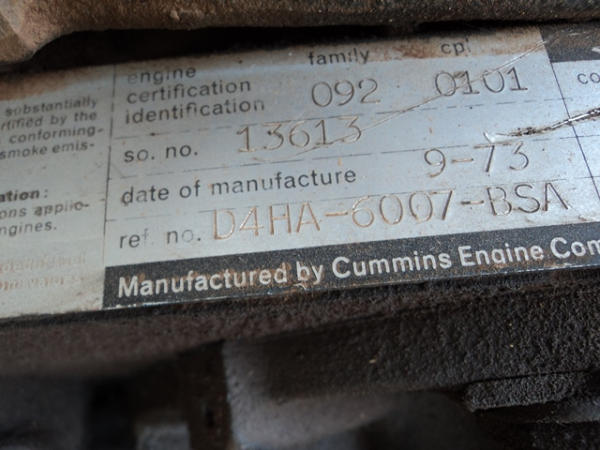 family cpl
engine
certification
identification 092 0101
co
substantially
by the
conforming-
smoke emis-
so. no. 13613
date of manufacture 9-73
ation:
ons applic-
ngines.
ref. no. D4HA-6007-BSA
Manufactured by Cummins Engine Com